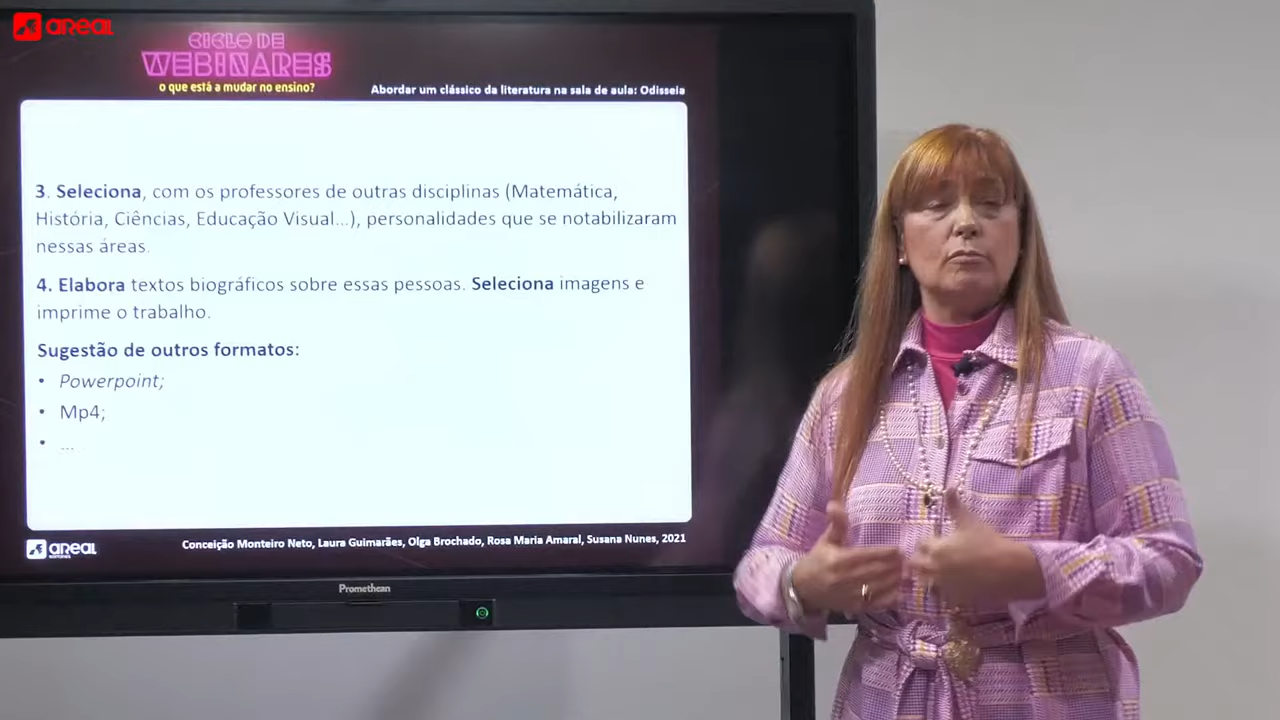 areal
CICLO DE
WEBINARES
o que está a mudar no ensino?
Abordar um clássico da literatura na sala de aula: Odisseia
3. Seleciona, com os professores de outras disciplinas (Matemática,
História, Ciências, Educação Visual...), personalidades que se notabilizaram
nessas áreas.
4. Elabora textos biográficos sobre essas pessoas. Seleciona imagens e
imprime o trabalho.
Sugestão de outros formatos:
• Powerpoint;
• Mp4;
• ...
areal
EDITORES
Conceição Monteiro Neto, Laura Guimarães, Olga Brochado, Rosa Maria Amaral, Susana Nunes, 2021
Promethean